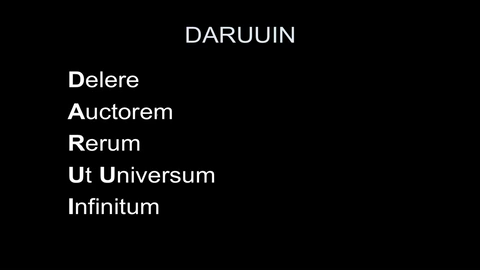 DARUUIN
Delere
Auctorem
Rerum
Ut Universum
Infinitum